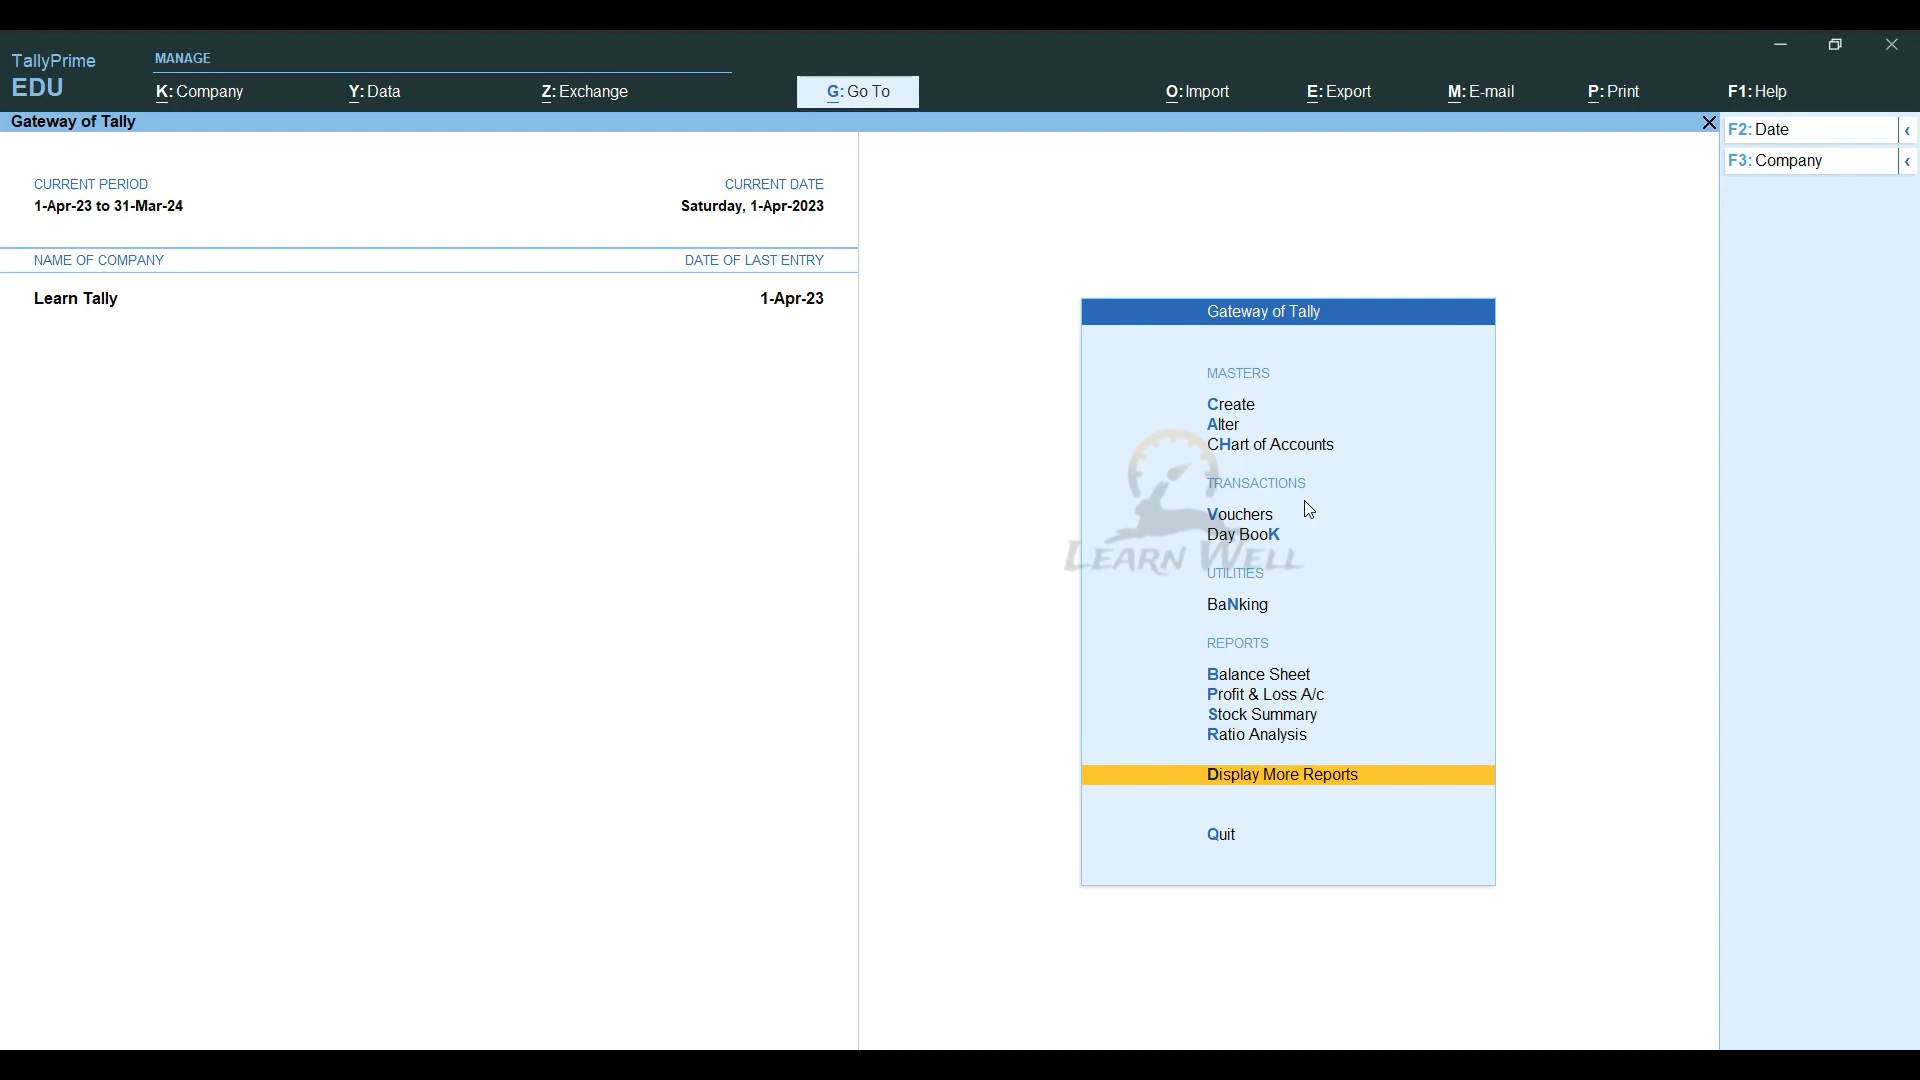 TallyPrime
EDU
MANAGE
K: Company
Y: Data
Z: Exchange
G: Go To
O: Import
E: Export
M: E-mail
P: Print
F1: Help
Gateway of Tally
F2: Date
F3: Company
CURRENT PERIOD
CURRENT DATE
1-Apr-23 to 31-Mar-24
Saturday, 1-Apr-2023
NAME OF COMPANY
DATE OF LAST ENTRY
Learn Tally
1-Apr-23
Gateway of Tally
MASTERS
Create
Alter
CHart of Accounts
TRANSACTIONS
Vouchers
Day BooK
LEARN WELL
UTILITIES
BaNking
REPORTS
Balance Sheet
Profit & Loss A/c
Stock Summary
Ratio Analysis
Display More Reports
Quit